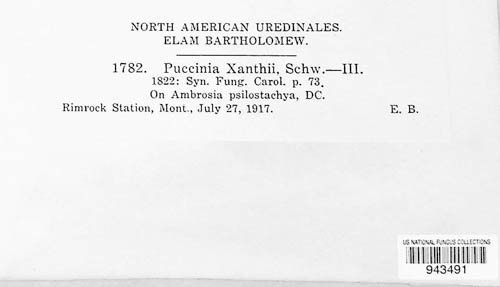 NORTH AMERICAN UREDINALES.
ELAM BARTHOLOMEW.
1782. Puccinia Xanthii, Schw.—III.
1822: Syn. Fung. Carol. p. 73.
On Ambrosia psilostachya, DC.
Rimrock Station, Mont., July 27, 1917. E. B.
US NATIONAL FUNGUS COLLECTIONS
943491